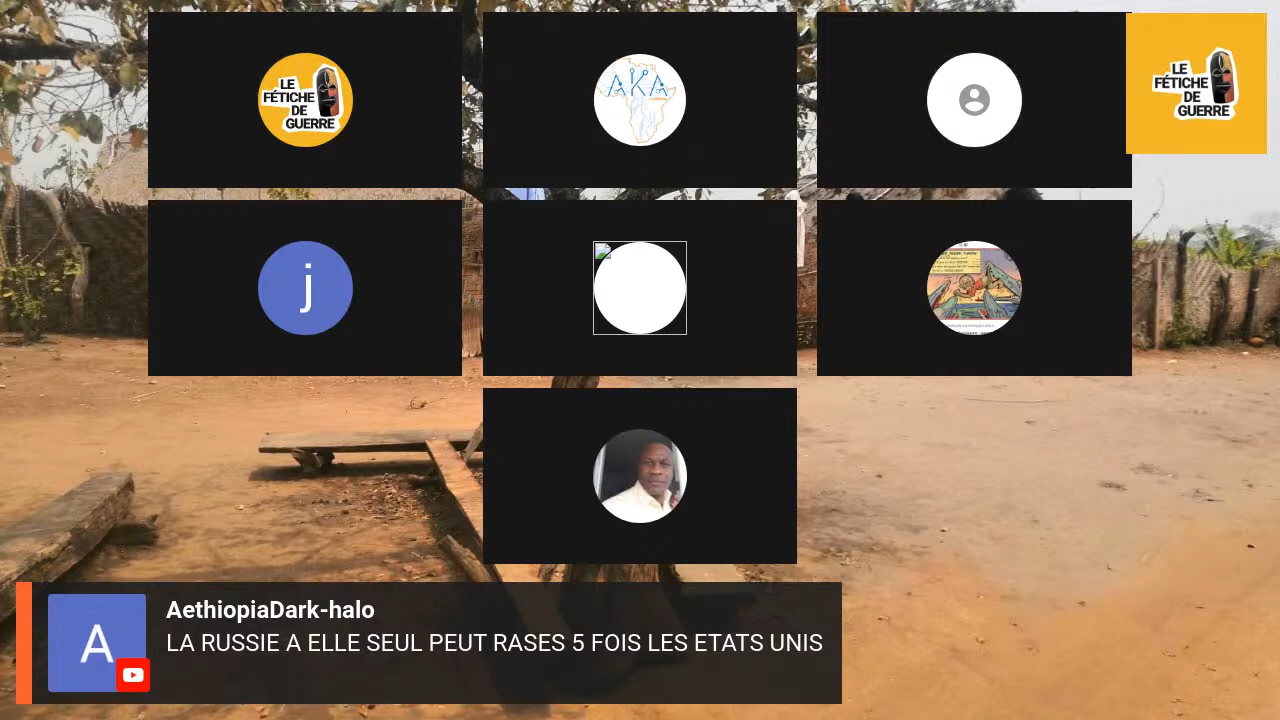 LE
FÉTICHE
DE
GUERRE
AKA
LE
FÉTICHE
DE
GUERRE
j
A
AethiopiaDark-halo
LA RUSSIE A ELLE SEUL PEUT RASES 5 FOIS LES ETATS UNIS